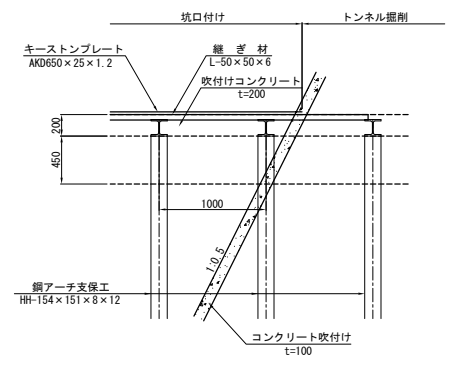 坑口付け
トンネル掘削
キーストンプレート
AKD650×25×1.2
継ぎ材
L-50×50×6
吹付けコンクリート
t=200
200
450
1000
1:0.5
鋼アーチ支保工
HH-154×151×8×12
コンクリート吹付け
t=100